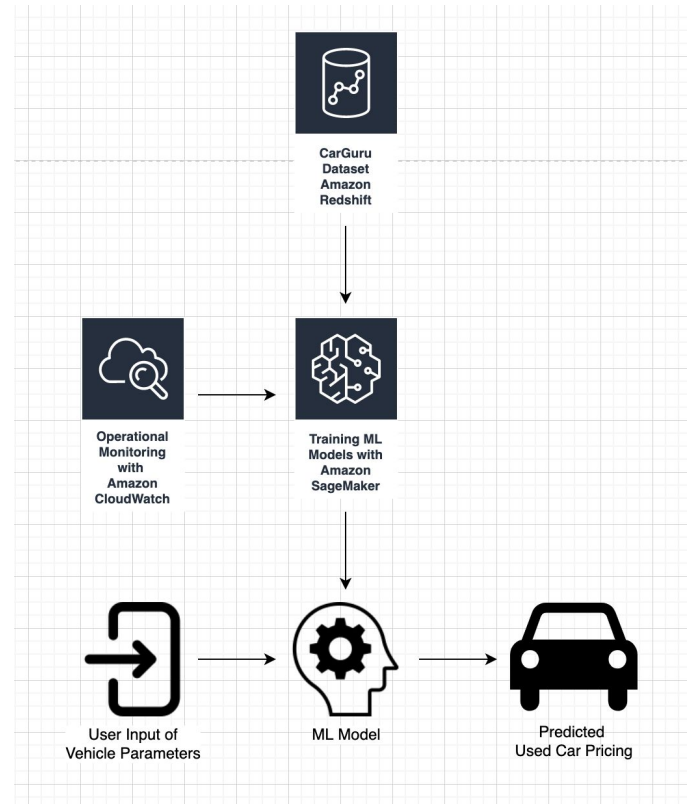 CarGuru
Dataset
Amazon
Redshift
Operational
Monitoring
with
Amazon
CloudWatch
Training ML
Models with
Amazon
SageMaker
User Input of
Vehicle Parameters
ML Model
Predicted
Used Car Pricing